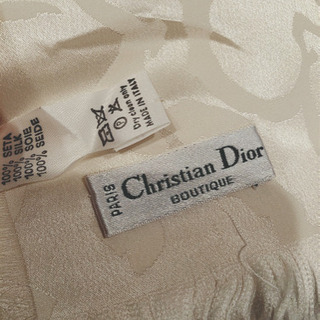 100% SETA
100% SILK
100% SOIE
100% SEIDE
Dry clean only
MADE IN ITALY
Christian Dior
BOUTIQUE
PARIS